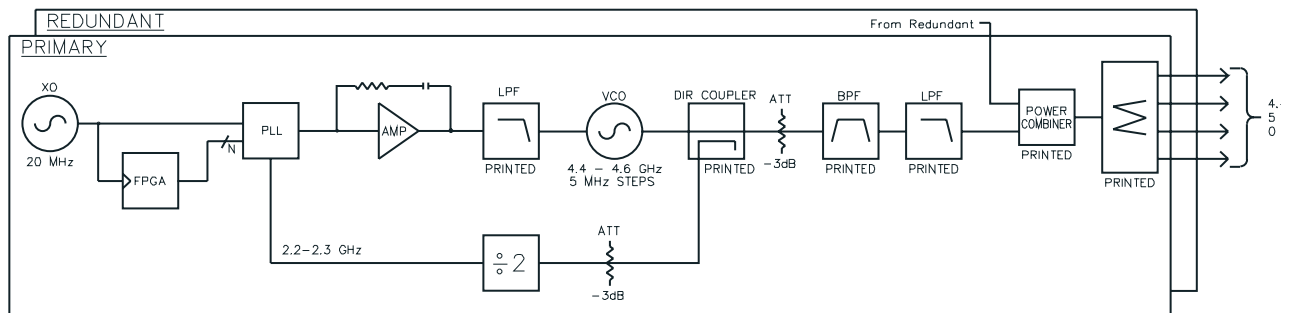 REDUNDANT
PRIMARY
From Redundant
XO
20 MHz
FPGA
N
PLL
AMP
LPF
PRINTED
VCO
4.4 - 4.6 GHz
5 MHz STEPS
DIR COUPLER
PRINTED
ATT
-3dB
BPF
PRINTED
LPF
PRINTED
POWER
COMBINER
PRINTED
PRINTED
4.
5
0
2.2-2.3 GHz
÷2
ATT
-3dB